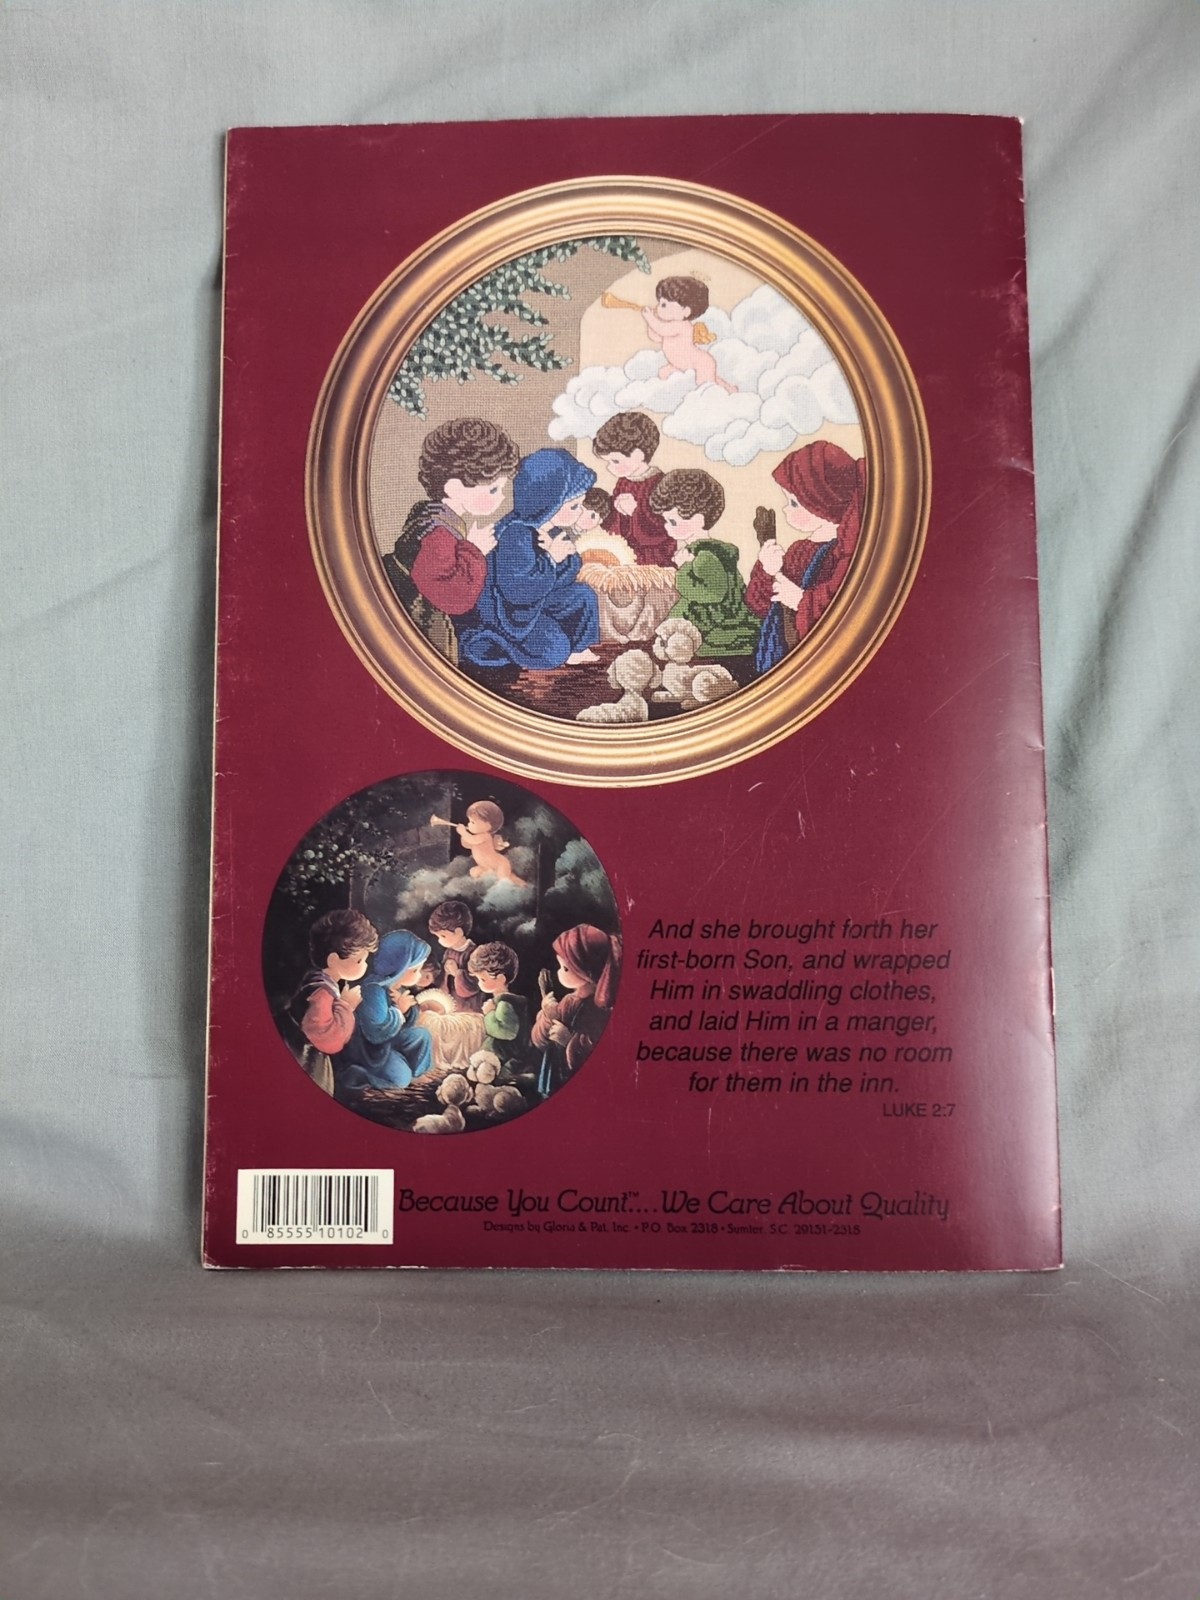 And she brought forth her
first-born Son, and wrapped
Him in swaddling clothes,
and laid Him in a manger,
because there was no room
for them in the inn.
LUKE 2:7
Because You Count™....We Care About Quality
Designs by Gloria & Pat, Inc. • P.O. Box 2318 • Sumter, S.C. 29151-2318
0 85555 10102 0